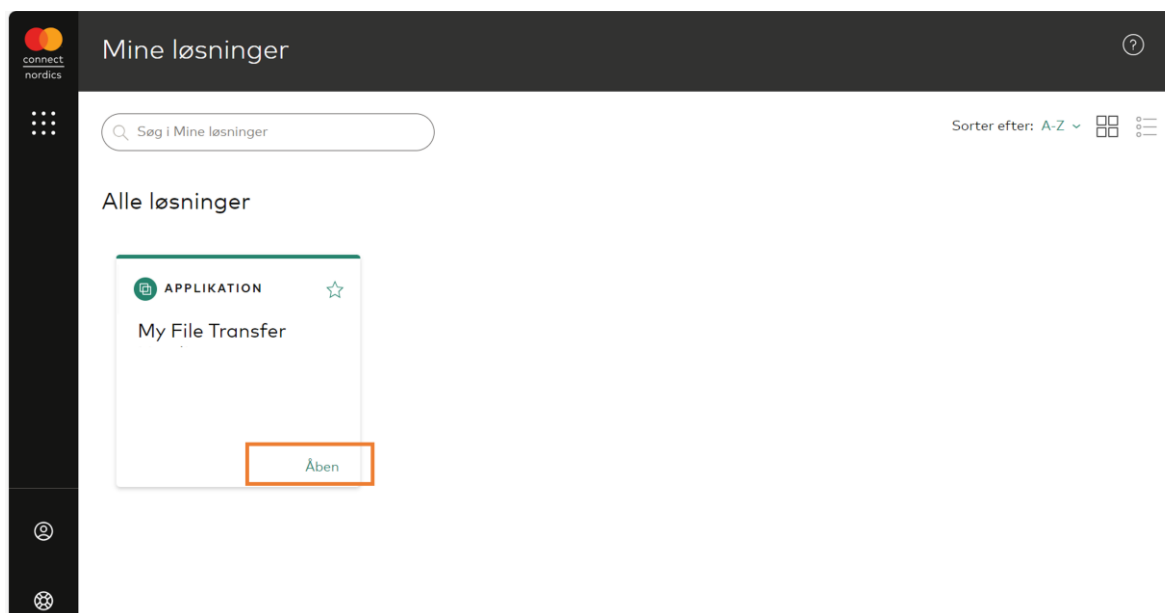 connect
nordics
Mine løsninger
Søg i Mine løsninger
Sorter efter: A-Z
Alle løsninger
APPLIKATION
My File Transfer
Åben